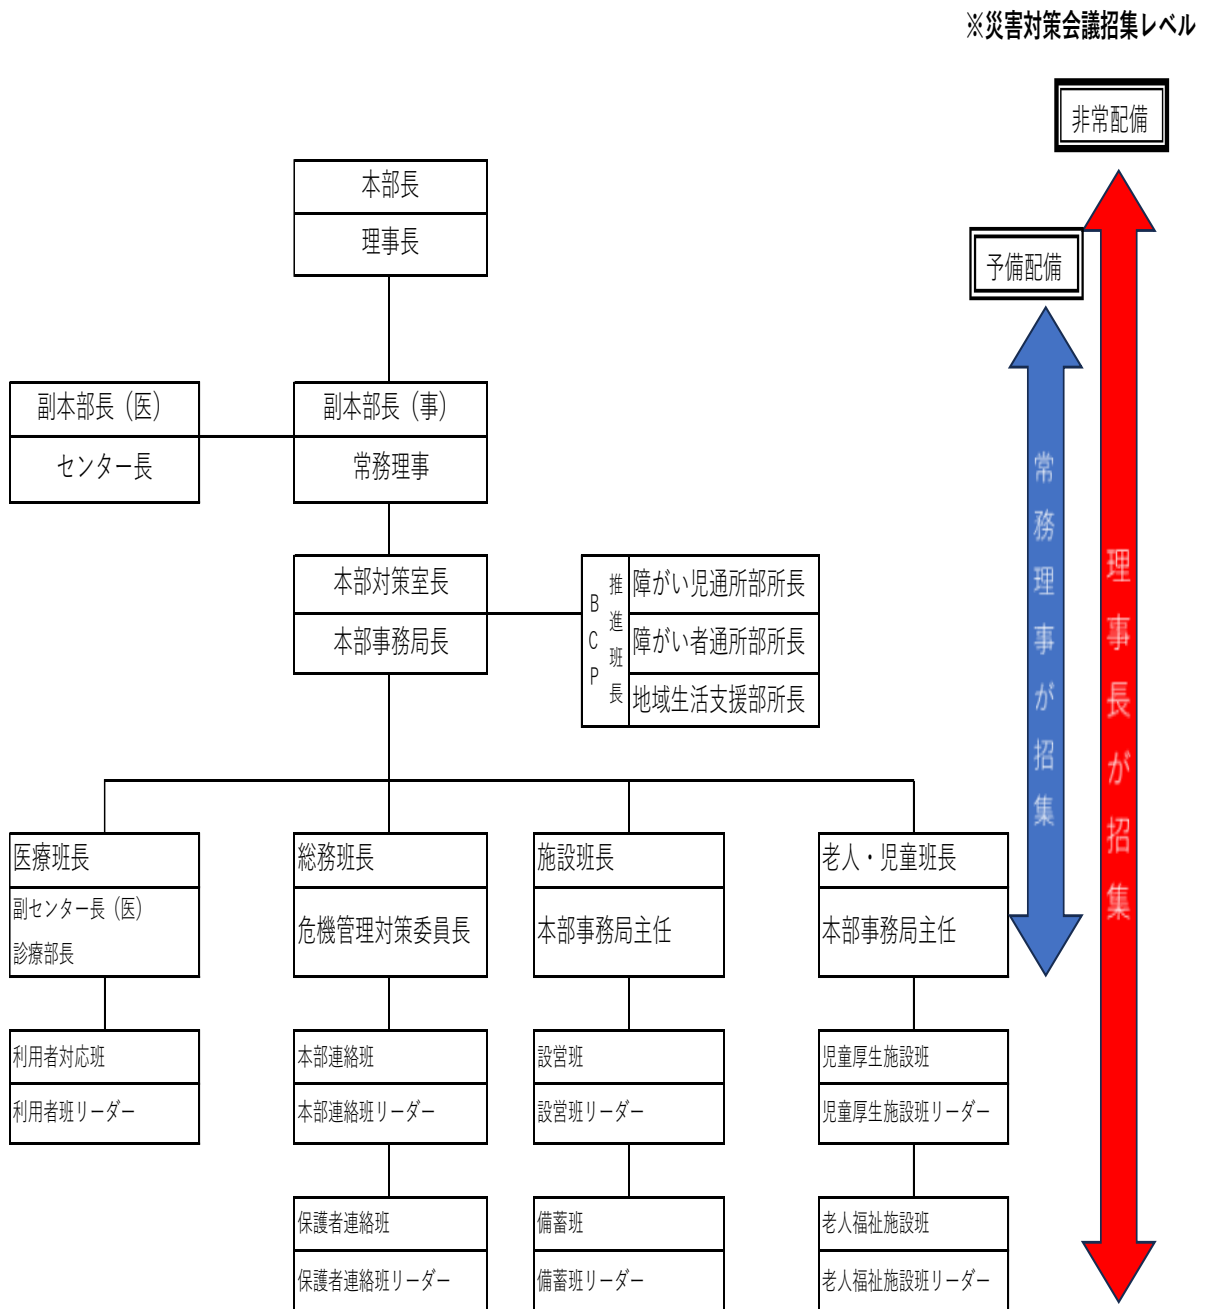 ※災害対策会議招集レベル
非常配備
本部長
理事長
予備配備
副本部長（医）
センター長
副本部長（事）
常務理事
本部対策室長
本部事務局長
BCP
推進班長
障がい児通所部所長
障がい者通所部所長
地域生活支援部所長
常務理事が招集
理事長が招集
医療班長
副センター長（医）
診療部長
総務班長
危機管理対策委員長
施設班長
本部事務局主任
老人・児童班長
本部事務局主任
利用者対応班
利用者班リーダー
本部連絡班
本部連絡班リーダー
設営班
設営班リーダー
児童厚生施設班
児童厚生施設班リーダー
保護者連絡班
保護者連絡班リーダー
備蓄班
備蓄班リーダー
老人福祉施設班
老人福祉施設班リーダー